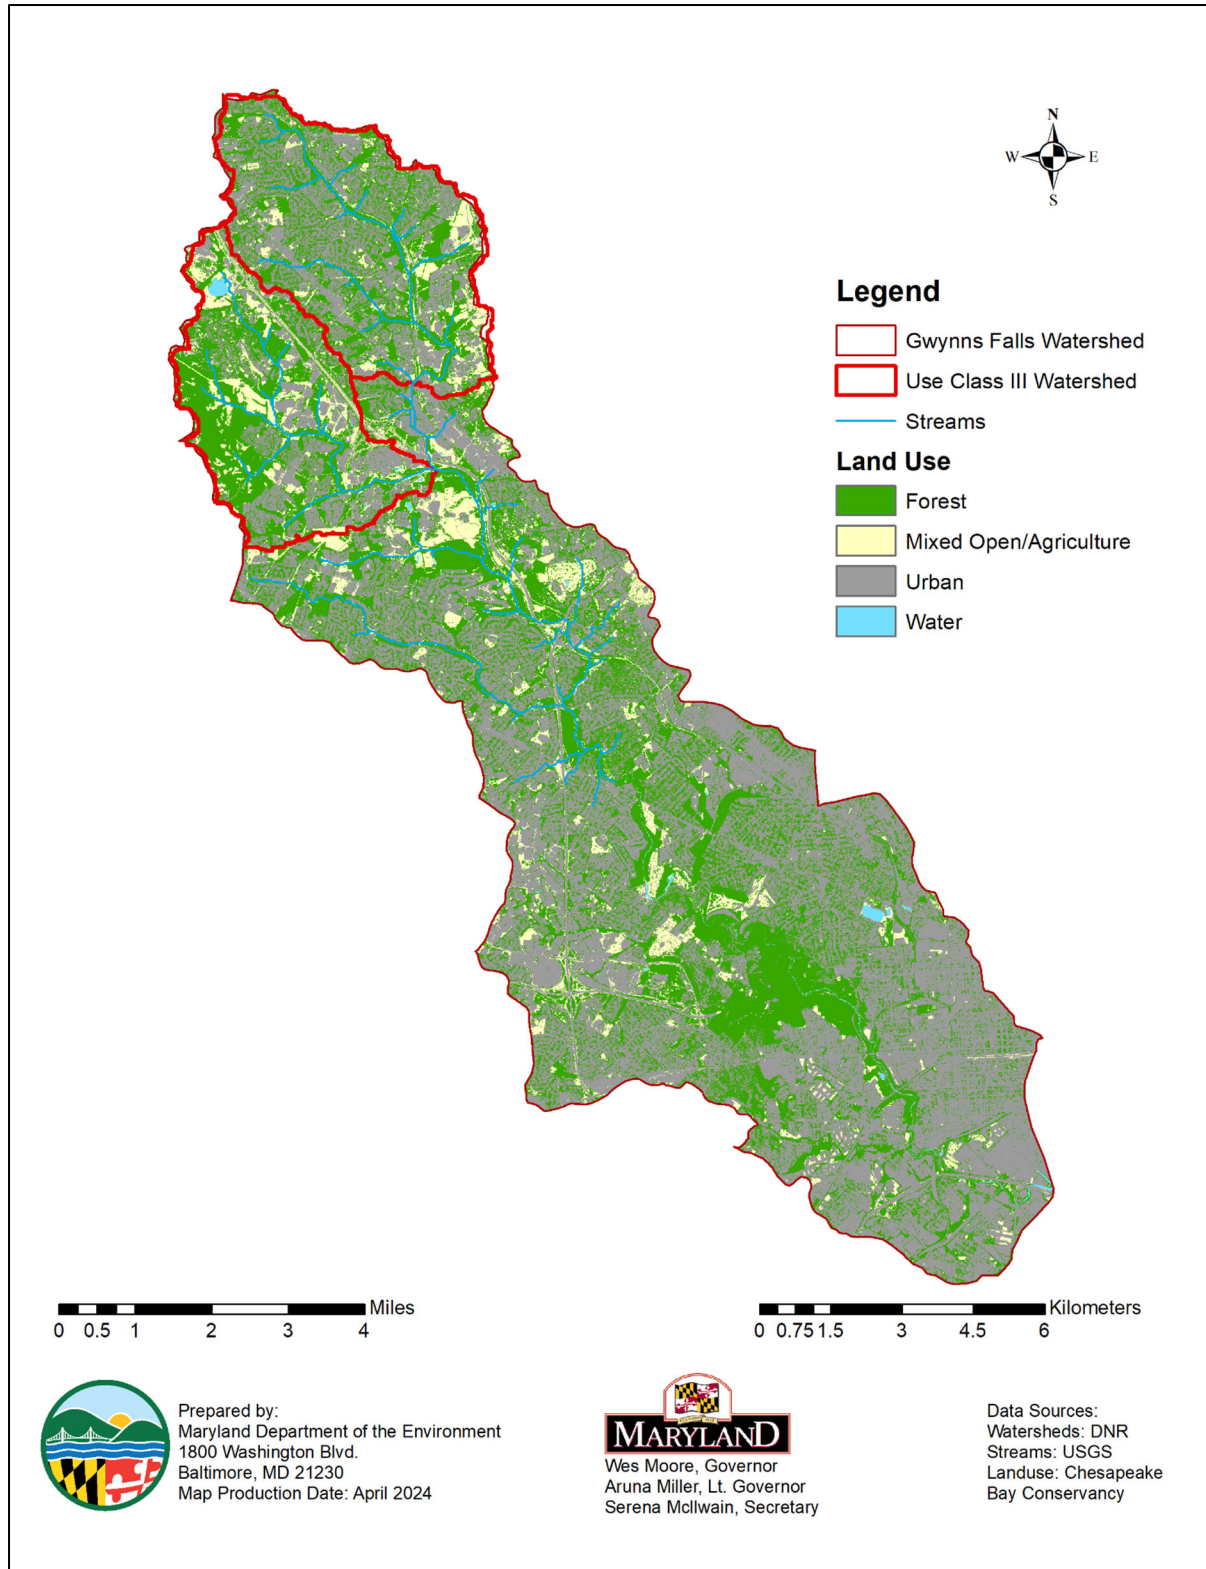 N
W
E
S
Legend
Gwynns Falls Watershed
Use Class III Watershed
Streams
Land Use
Forest
Mixed Open/Agriculture
Urban
Water
Miles
0 0.5 1 2 3 4
Kilometers
0 0.75 1.5 3 4.5 6
Prepared by:
Maryland Department of the Environment
1800 Washington Blvd.
Baltimore, MD 21230
Map Production Date: April 2024
MARYLAND
Wes Moore, Governor
Aruna Miller, Lt. Governor
Serena McIlwain, Secretary
Data Sources:
Watersheds: DNR
Streams: USGS
Landuse: Chesapeake
Bay Conservancy